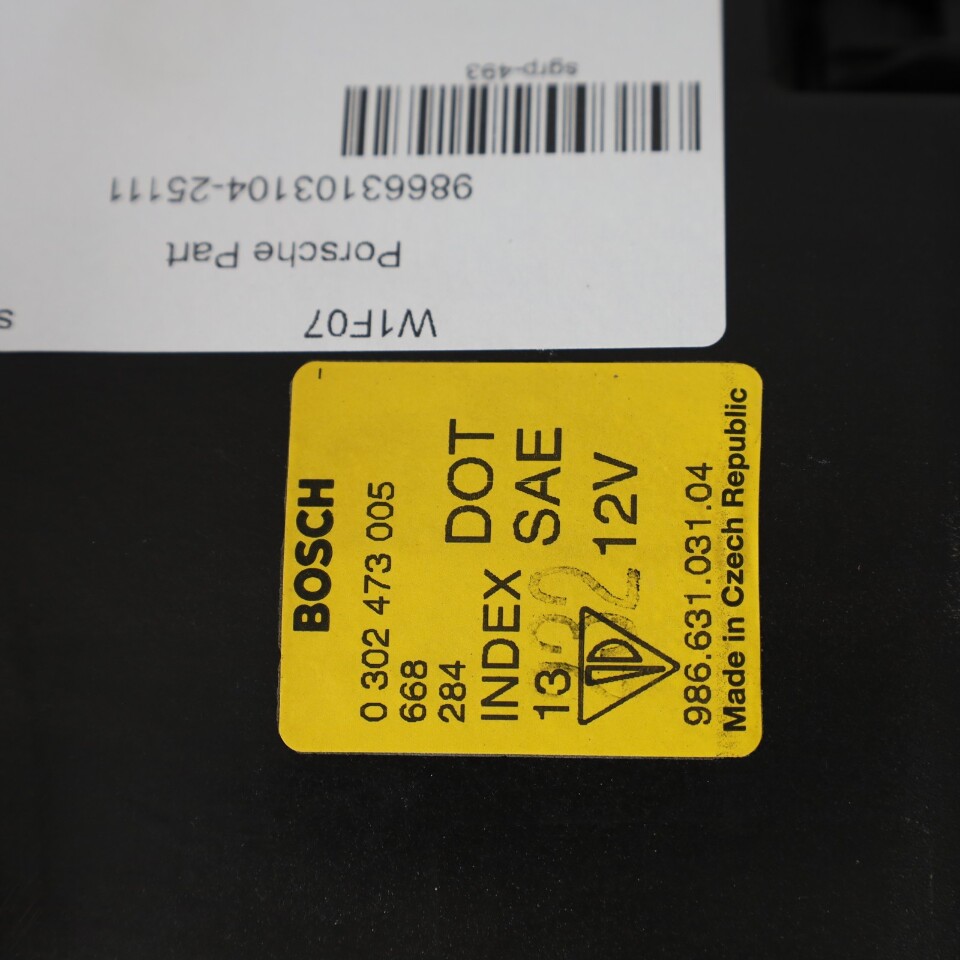 W1F07
Porsche Part
98663103104-25111
sgrp-493
BOSCH
0 302 473 005
668
284
INDEX DOT
13 SAE
12V
986.631.031.04
Made in Czech Republic